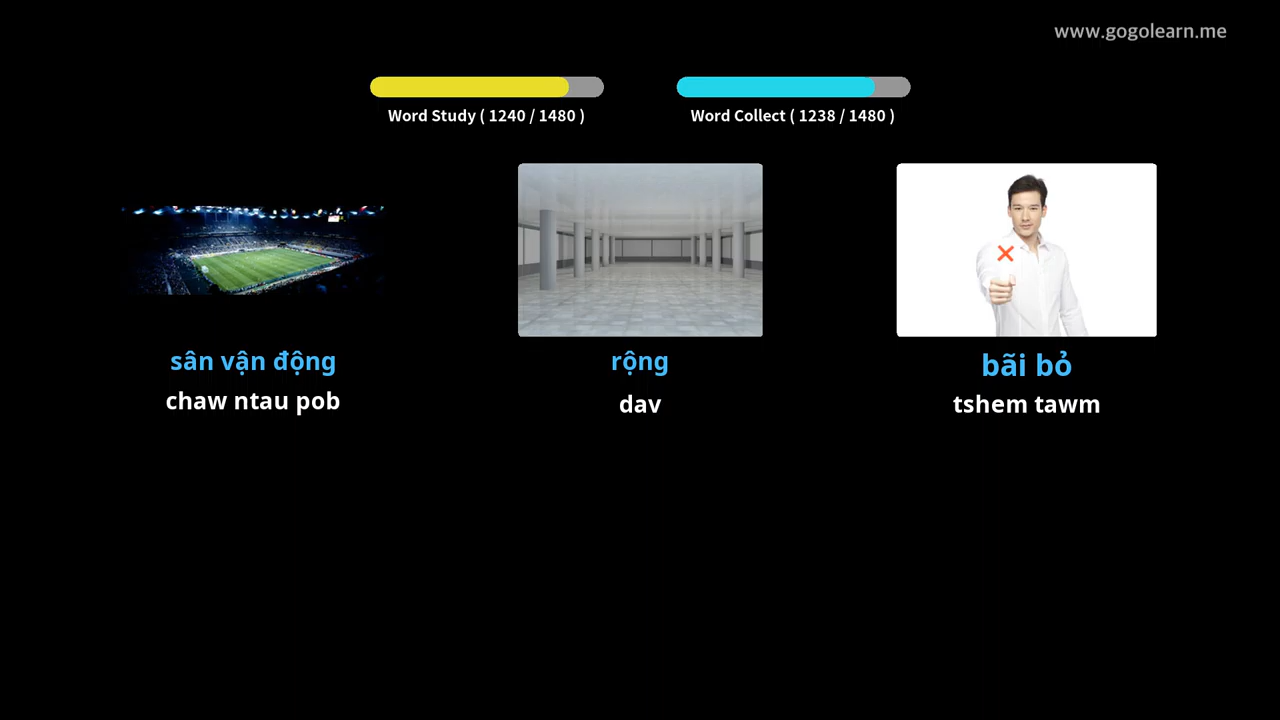 www.gogolearn.me
Word Study ( 1240 / 1480 )
Word Collect ( 1238 / 1480 )
sân vận động
chaw ntau pob
rộng
dav
bãi bỏ
tshem tawm